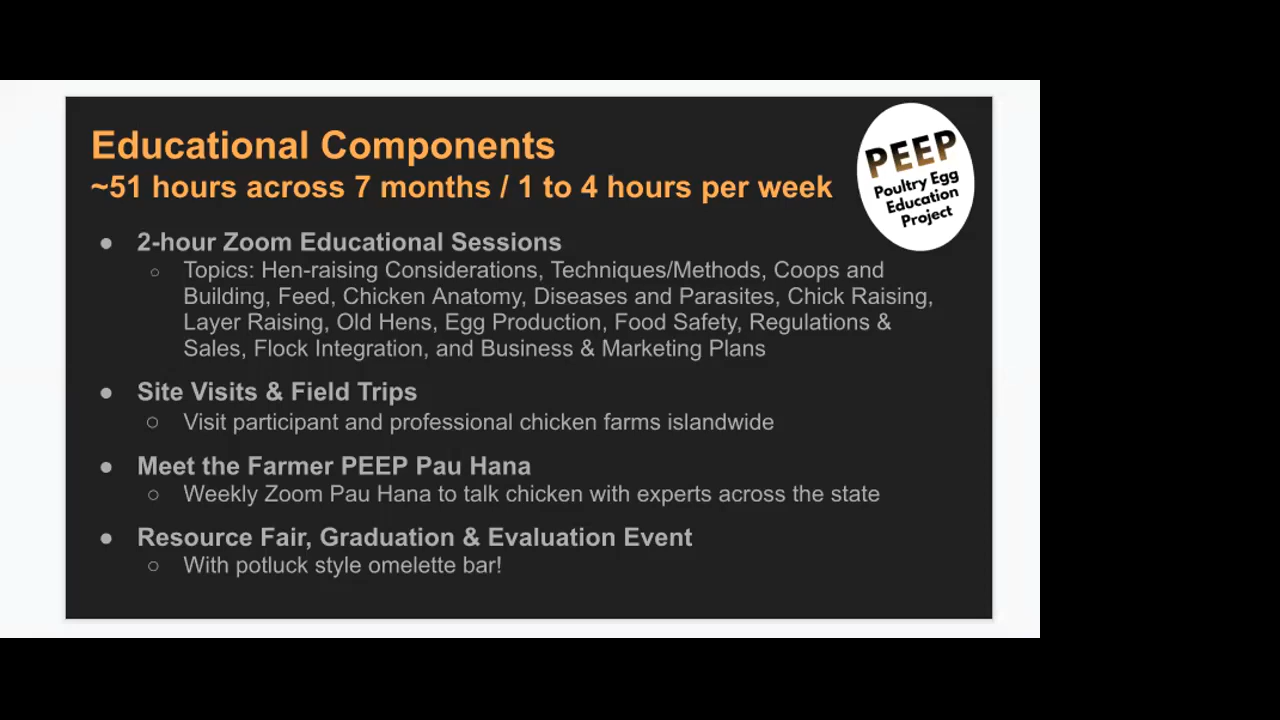 Educational Components
~51 hours across 7 months / 1 to 4 hours per week
PEEP
Poultry Egg
Education
Project
● 2-hour Zoom Educational Sessions
○ Topics: Hen-raising Considerations, Techniques/Methods, Coops and
Building, Feed, Chicken Anatomy, Diseases and Parasites, Chick Raising,
Layer Raising, Old Hens, Egg Production, Food Safety, Regulations &
Sales, Flock Integration, and Business & Marketing Plans
● Site Visits & Field Trips
○ Visit participant and professional chicken farms islandwide
● Meet the Farmer PEEP Pau Hana
○ Weekly Zoom Pau Hana to talk chicken with experts across the state
● Resource Fair, Graduation & Evaluation Event
○ With potluck style omelette bar!